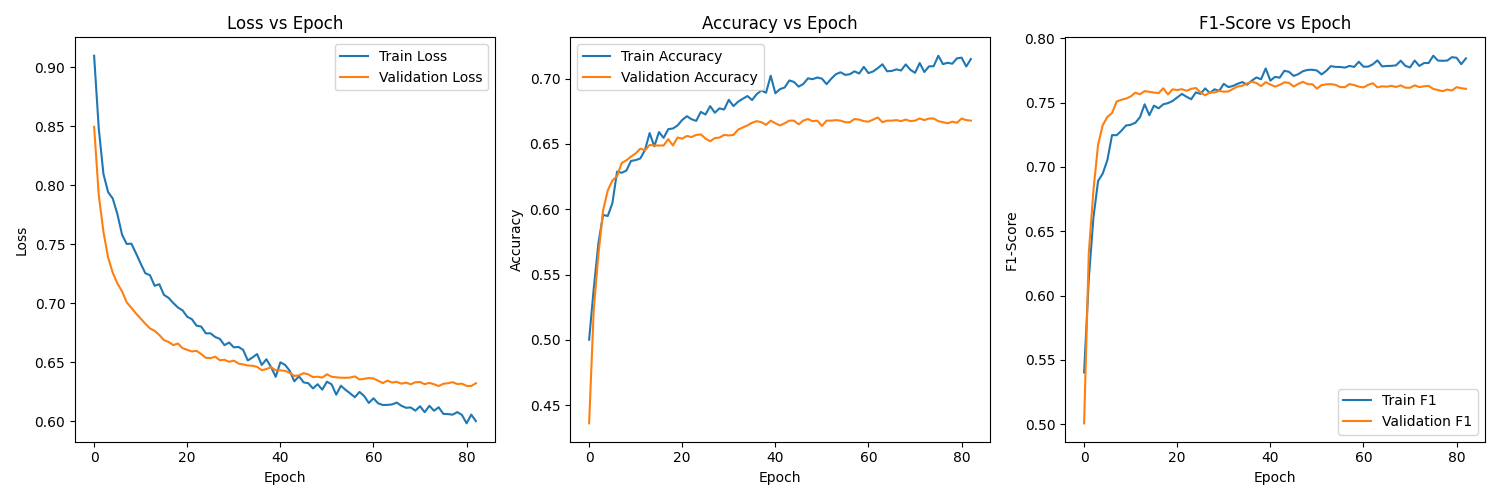 Loss vs Epoch
Train Loss
Validation Loss
0.90
0.85
0.80
0.75
0.70
0.65
0.60
Loss
0
20
40
60
80
Epoch
Accuracy vs Epoch
Train Accuracy
Validation Accuracy
0.70
0.65
0.60
0.55
0.50
0.45
Accuracy
0
20
40
60
80
Epoch
F1-Score vs Epoch
0.80
0.75
0.70
0.65
0.60
0.55
0.50
F1-Score
Train F1
Validation F1
0
20
40
60
80
Epoch